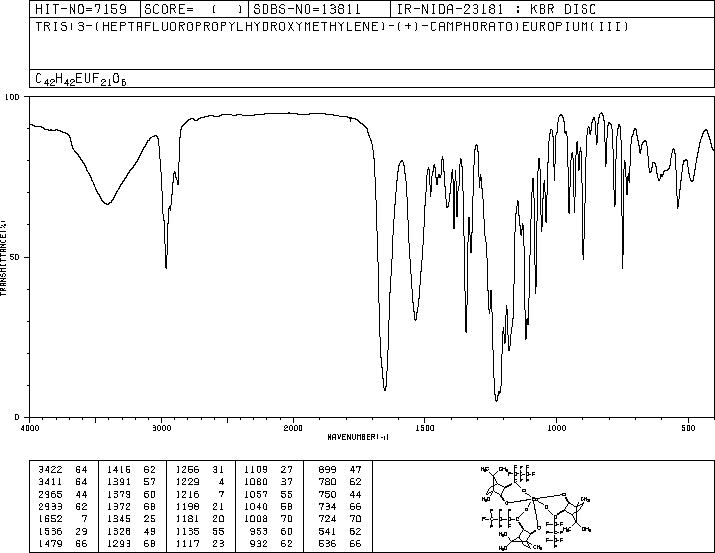 HIT-NO=7159 SCORE= ( ) SDBS-NO=13811 IR-NIDA-23181 : KBR DISC
TRIS(3-(HEPTAFLUOROPROPYLHYDROXYMETHYLENE)-(+)-CAMPHORATO)EUROPIUM(III)
C42H42EUF21O6
100
50
0
TRANSMITTANCE(%)
4000 3000 2000 1500 1000 500
WAVENUMBER(-1)
3422 64 1416 62 1256 31 1109 27 899 47
3411 64 1391 57 1229 4 1080 37 780 62
2965 44 1379 60 1216 7 1057 55 750 44
2933 62 1372 68 1198 21 1040 58 734 66
1652 7 1345 25 1181 20 1008 70 724 70
1536 29 1328 49 1135 55 953 60 541 62
1479 66 1293 68 1117 23 932 62 536 66